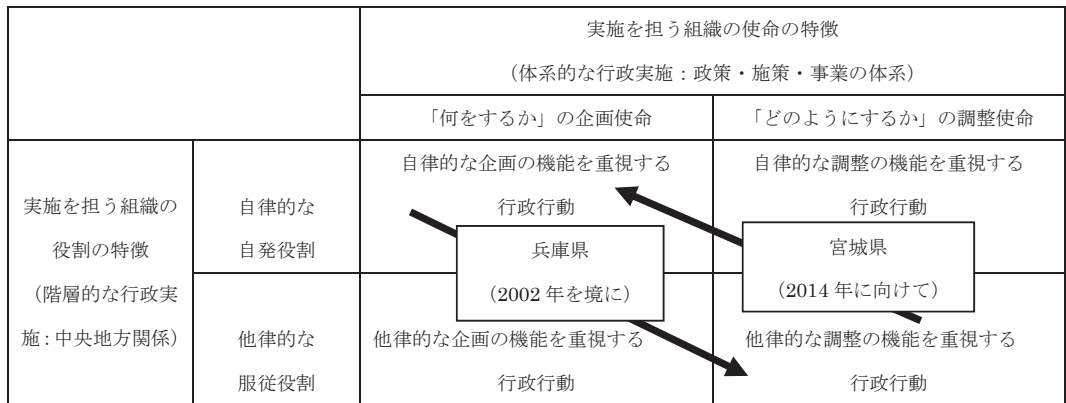 実施を担う組織の使命の特徴
（体系的な行政実施：政策・施策・事業の体系）
「何をするか」の企画使命
「どのようにするか」の調整使命
実施を担う組織の
役割の特徴
（階層的な行政実
施：中央地方関係）
自律的な
自発役割
自律的な企画の機能を重視する
行政行動
自律的な調整の機能を重視する
行政行動
兵庫県
（2002 年を境に）
宮城県
（2014 年に向けて）
他律的な
服従役割
他律的な企画の機能を重視する
行政行動
他律的な調整の機能を重視する
行政行動